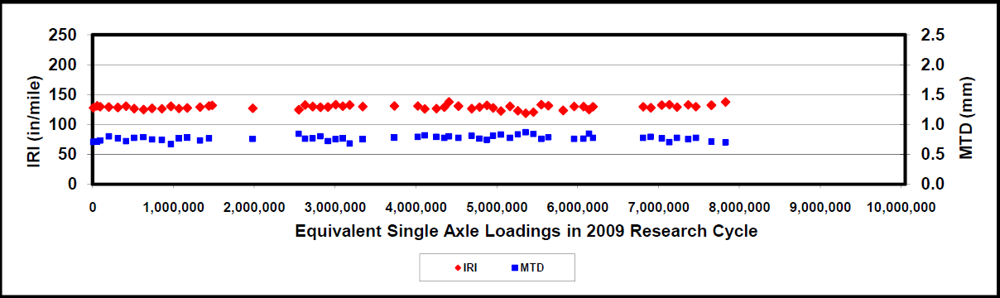 250 2.5
200 2.0
150 1.5
100 1.0
50 0.5
0 0.0
IRI (in/mile)
MTD (mm)
0 1,000,000 2,000,000 3,000,000 4,000,000 5,000,000 6,000,000 7,000,000 8,000,000 9,000,000 10,000,000
Equivalent Single Axle Loadings in 2009 Research Cycle
IRI MTD